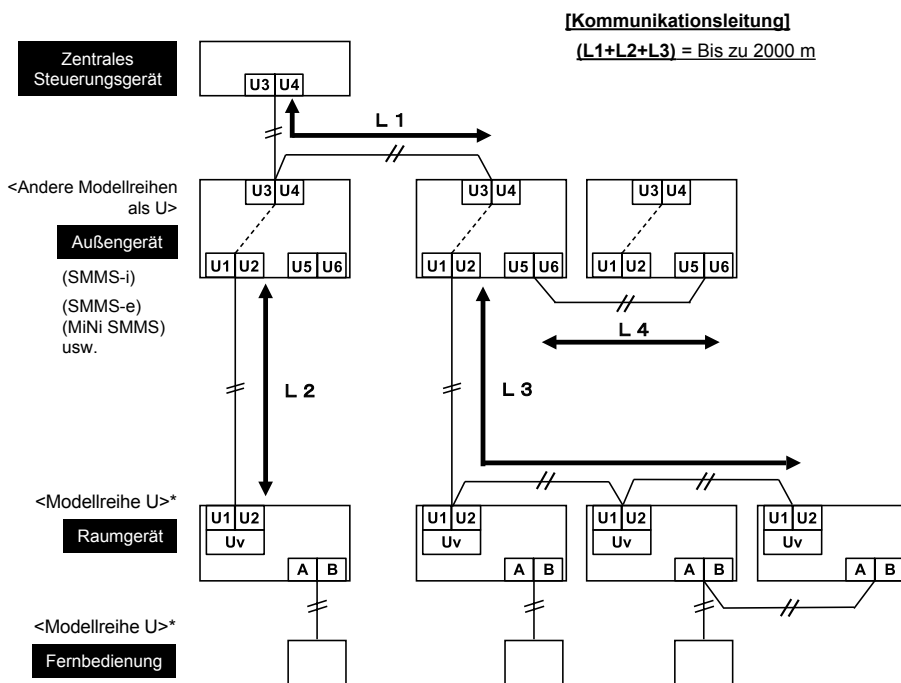 [Kommunikationsleitung]
(L1+L2+L3) = Bis zu 2000 m
Zentrales
Steuerungsgerät
U3 U4
L 1
<Andere Modellreihen
als U>
Außengerät
(SMMS-i)
(SMMS-e)
(MiNi SMMS)
usw.
U3 U4
U3 U4
U3 U4
U1 U2 U5 U6
U1 U2 U5 U6
U1 U2 U5 U6
L 4
L 2
L 3
<Modellreihe U>*
Raumgerät
U1 U2
Uv
A B
U1 U2
Uv
A B
U1 U2
Uv
A B
U1 U2
Uv
A B
<Modellreihe U>*
Fernbedienung